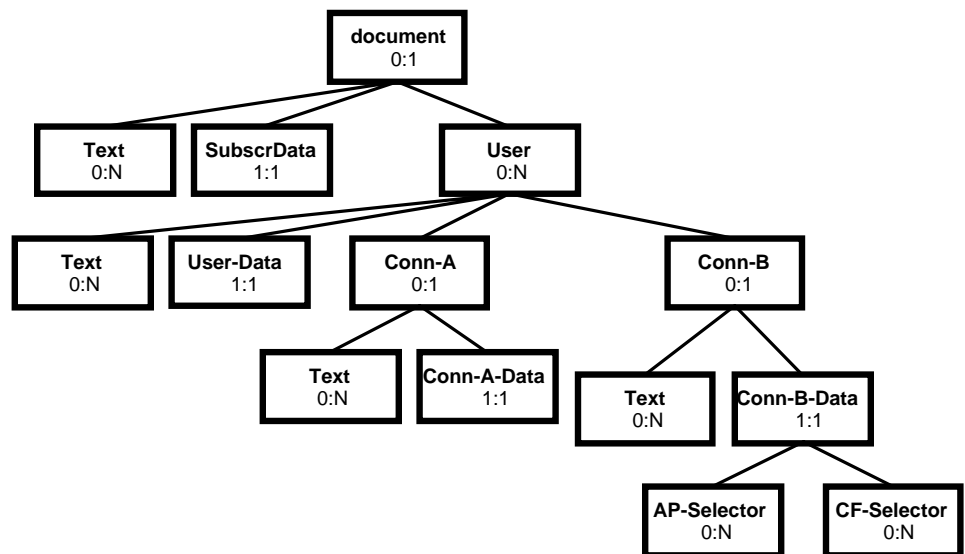 document
0:1
Text
0:N
SubscrData
1:1
User
0:N
Text
0:N
User-Data
1:1
Conn-A
0:1
Conn-B
0:1
Text
0:N
Conn-A-Data
1:1
Text
0:N
Conn-B-Data
1:1
AP-Selector
0:N
CF-Selector
0:N